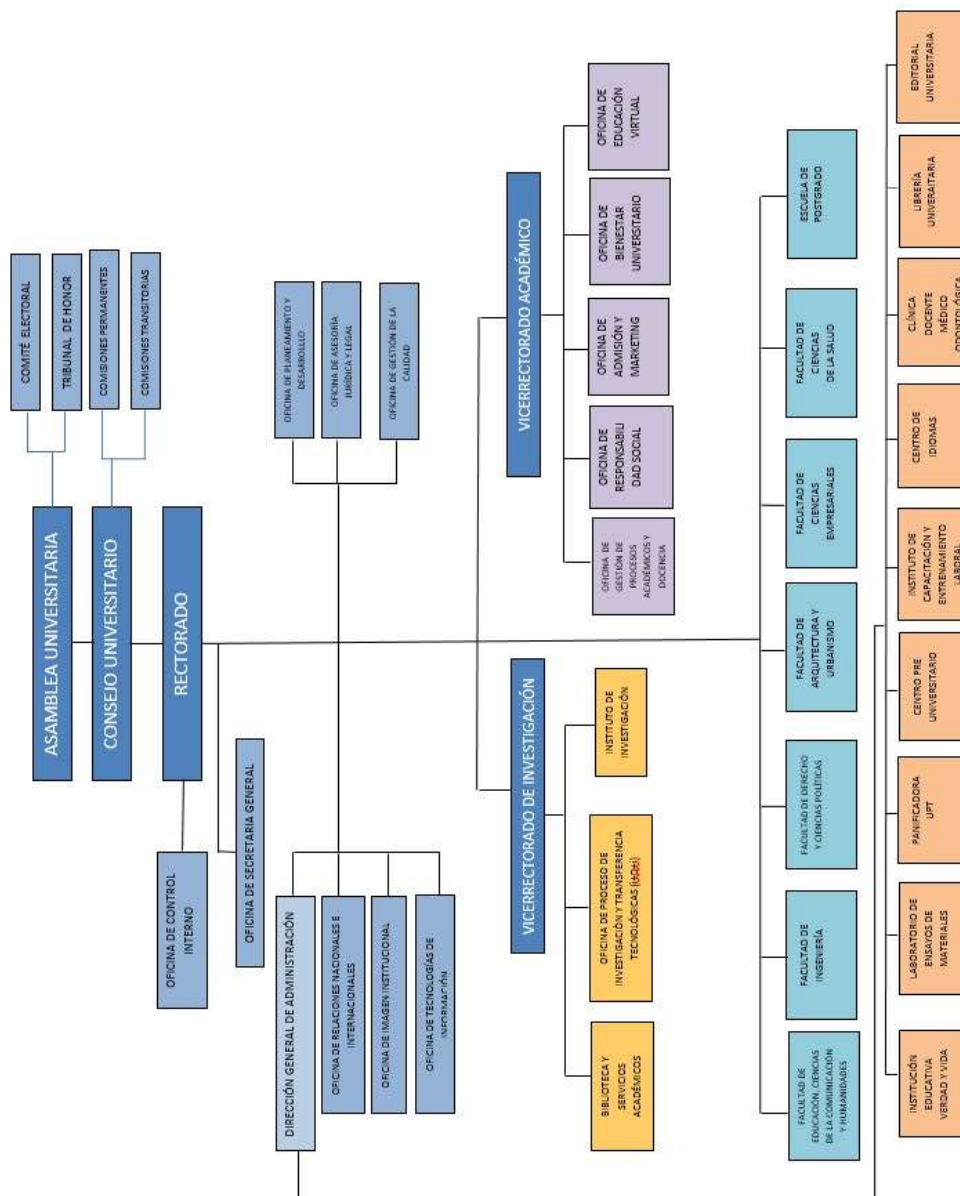 ASAMBLEA UNIVERSITARIA
COMITÉ ELECTORAL
TRIBUNAL DE HONOR
CONSEJO UNIVERSITARIO
COMISIONES PERMANENTES
COMISIONES TRANSITORIAS
RECTORADO
OFICINA DE CONTROL
INTERNO
OFICINA DE SECRETARIA GENERAL
DIRECCIÓN GENERAL DE ADMINISTRACIÓN
OFICINA DE RELACIONES NACIONALES E
INTERNACIONALES
OFICINA DE IMAGEN INSTITUCIONAL
OFICINA DE TECNOLOGÍAS DE
INFORMACIÓN
OFICINA DE PLANEAMIENTO Y
DESARROLLLO
OFICINA DE ASESORÍA
JURÍDICA Y LEGAL
OFICINA DE GESTIÓN DE LA
CALIDAD
VICERRECTORADO DE INVESTIGACIÓN
BIBLIOTECA Y
SERVICIOS
ACADÉMICOS
OFICINA DE PROCESO DE
INVESTIGACIÓN Y TRANSFERENCIA
TECNOLÓGICAS
INSTITUTO DE
INVESTIGACIÓN
VICERRECTORADO ACADÉMICO
OFICINA DE
GESTIÓN DE
PROCESOS
ACADÉMICOS Y
DOCENCIA
OFICINA DE
RESPONSABILI
DAD SOCIAL
OFICINA DE
ADMISIÓN Y
MARKETING
OFICINA DE
BIENESTAR
UNIVERSITARIO
OFICINA DE
EDUCACIÓN
VIRTUAL
FACULTAD DE
EDUCACIÓN, CIENCIAS
DE LA COMUNICACIÓN
Y HUMANIDADES
FACULTAD DE
INGENIERÍA
FACULTAD DE DERECHO
Y CIENCIAS POLÍTICAS
FACULTAD DE
ARQUITECTURA Y
URBANISMO
FACULTAD DE
CIENCIAS
EMPRESARIALES
FACULTAD DE
CIENCIAS
DE LA SALUD
ESCUELA DE
POSTGRADO
INSTITUCIÓN
EDUCATIVA
VERDAD Y VIDA
LABORATORIO DE
ENSAYOS DE
MATERIALES
PANIFICADORA
UPT
CENTRO PRE
UNIVERSITARIO
INSTITUTO DE
CAPACITACIÓN Y
ENTRENAMIENTO
LABORAL
CENTRO DE
IDIOMAS
CLÍNICA
DOCENTE
MÉDICO
ODONTOLÓGICA
LIBRERÍA
UNIVERAITARIA
EDITORIAL
UNIVERSITARIA